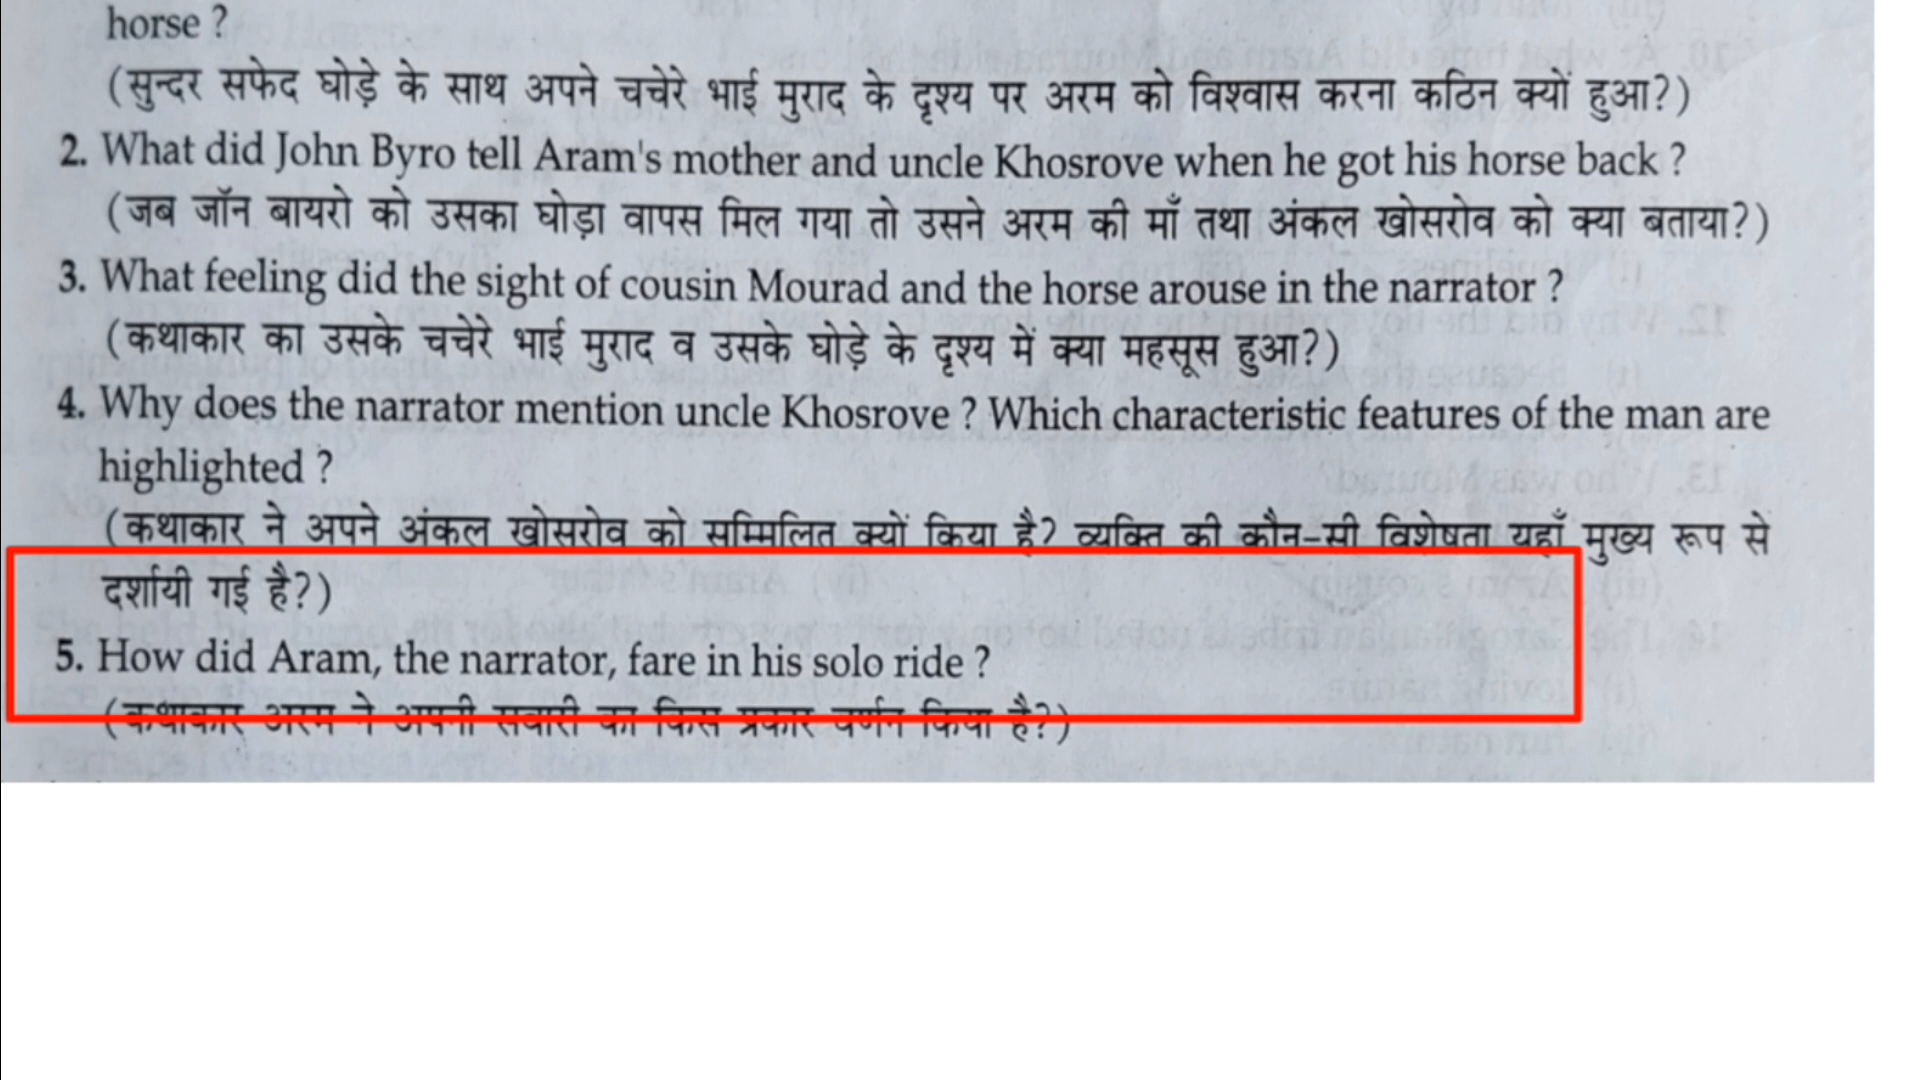 horse ?
(सुन्दर सफेद घोड़े के साथ अपने चचेरे भाई मुराद के दृश्य पर अरम को विश्वास करना कठिन क्यों हुआ?)
2. What did John Byro tell Aram's mother and uncle Khosrove when he got his horse back ?
(जब जॉन बायरो को उसका घोड़ा वापस मिल गया तो उसने अरम की माँ तथा अंकल खोसरोव को क्या बताया?)
3. What feeling did the sight of cousin Mourad and the horse arouse in the narrator ?
(कथाकार का उसके चचेरे भाई मुराद व उसके घोड़े के दृश्य में क्या महसूस हुआ?)
4. Why does the narrator mention uncle Khosrove ? Which characteristic features of the man are
highlighted ?
(कथाकार ने अपने अंकल खोसरोव को सम्मिलित क्यों किया है? व्यक्ति की कौन-सी विशेषता यहाँ मुख्य रूप से
दर्शायी गई है?)
5. How did Aram, the narrator, fare in his solo ride ?
(कथाकार अरम ने अपनी सवारी का किस प्रकार वर्णन किया है?)